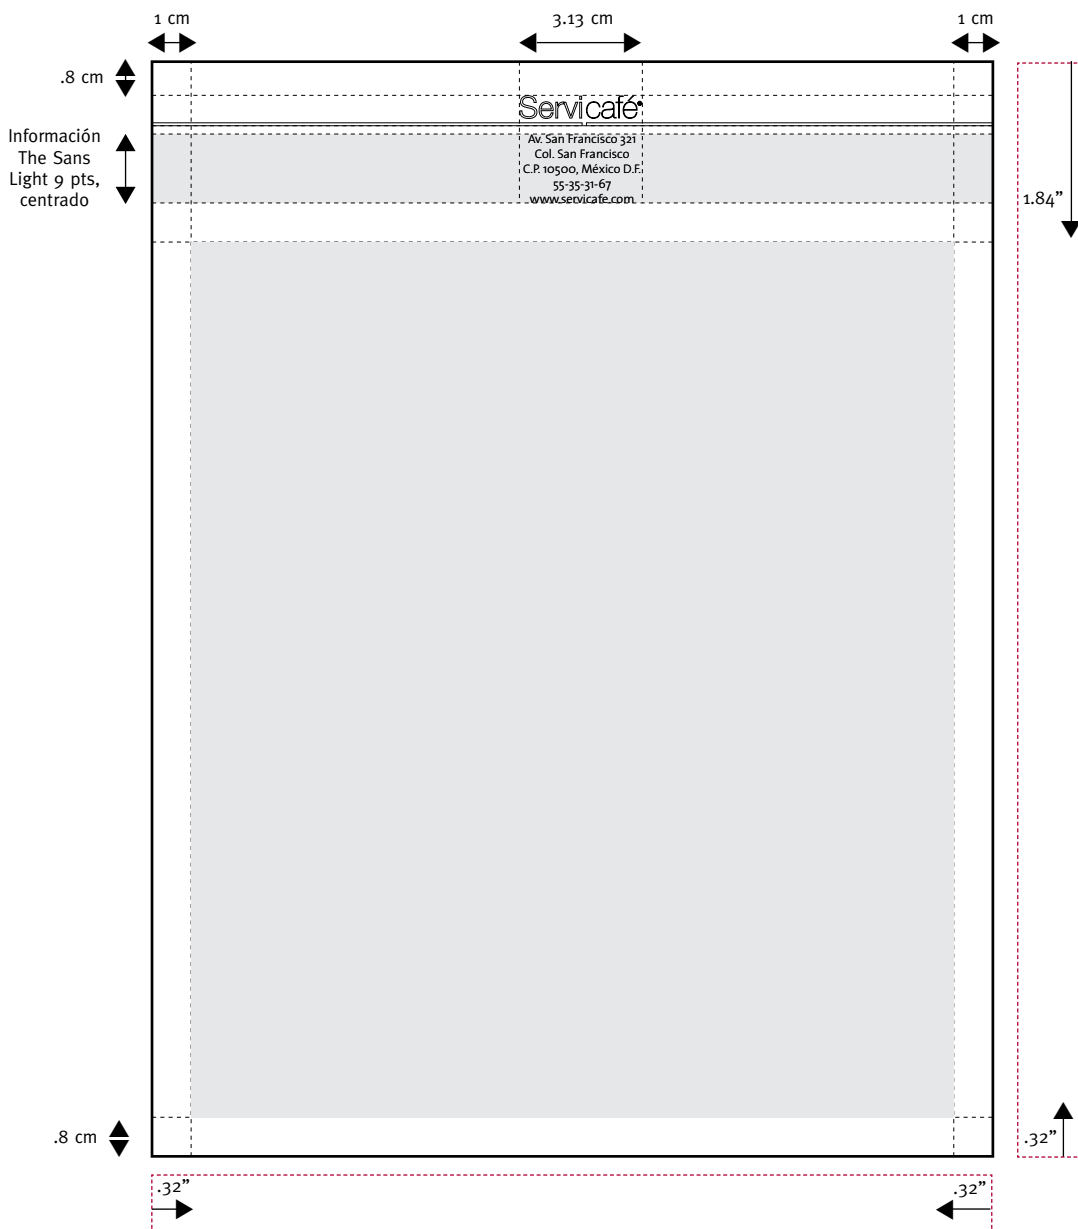 1 cm
3.13 cm
1 cm
.8 cm
Servicafé
Información
The Sans
Light 9 pts,
centrado
Av. San Francisco 321
Col. San Francisco
C.P. 10500, México D.F.
55-35-31-67
www.servicafe.com
1.84”
.8 cm
.32”
.32”
.32”